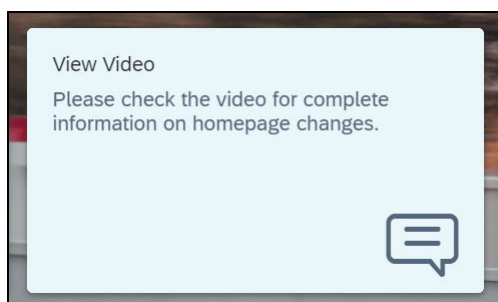 View Video
Please check the video for complete
information on homepage changes.